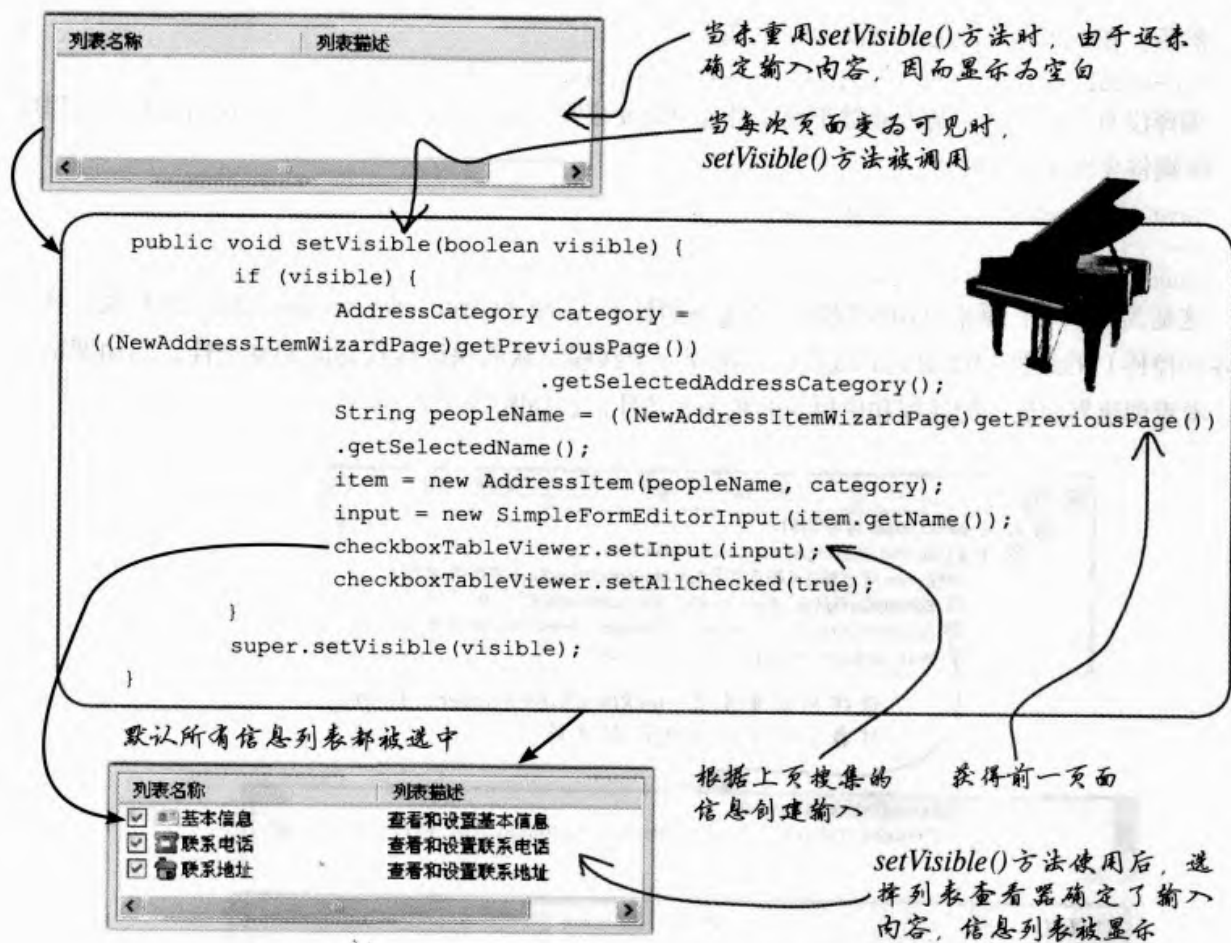 列表名称 列表描述
当未重用setVisible()方法时，由于还未
确定输入内容，因而显示为空白
当每次页面变为可见时，
setVisible()方法被调用
public void setVisible(boolean visible) {
if (visible) {
AddressCategory category =
((NewAddressItemWizardPage)getPreviousPage())
.getSelectedAddressCategory();
String peopleName = ((NewAddressItemWizardPage)getPreviousPage())
.getSelectedName();
item = new AddressItem(peopleName, category);
input = new SimpleFormEditorInput(item.getName());
checkboxTableViewer.setInput(input);
checkboxTableViewer.setAllChecked(true);
}
super.setVisible(visible);
}
默认所有信息列表都被选中
列表名称 列表描述
基本信息 查看和设置基本信息
联系电话 查看和设置联系电话
联系地址 查看和设置联系地址
根据上页搜集的
信息创建输入
获得前一页面
setVisible()方法使用后，选
择列表查看器确定了输入
内容，信息列表被显示